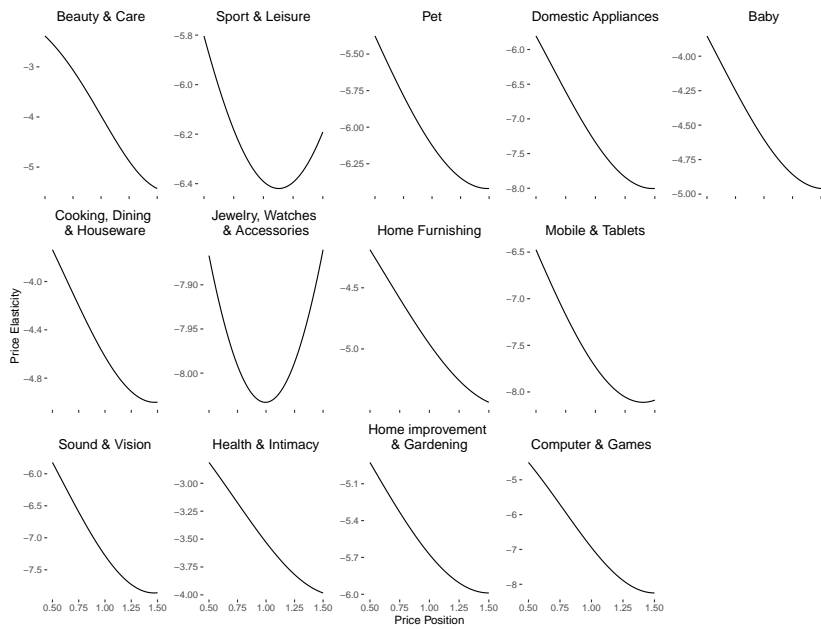 Beauty & Care
Sport & Leisure
Pet
Domestic Appliances
Baby
−3
−4
−5
−5.8
−6.0
−6.2
−6.4
−5.50
−5.75
−6.00
−6.25
−6.0
−6.5
−7.0
−7.5
−8.0
−4.00
−4.25
−4.50
−4.75
−5.00
Cooking, Dining
& Houseware
Jewelry, Watches
& Accessories
Home Furnishing
Mobile & Tablets
Price Elasticity
−4.0
−4.4
−4.8
−7.90
−7.95
−8.00
−4.5
−5.0
−6.5
−7.0
−7.5
−8.0
Sound & Vision
Health & Intimacy
Home improvement
& Gardening
Computer & Games
−6.0
−6.5
−7.0
−7.5
−3.00
−3.25
−3.50
−3.75
−4.00
−5.1
−5.4
−5.7
−6.0
−5
−6
−7
−8
0.50 0.75 1.00 1.25 1.50
0.50 0.75 1.00 1.25 1.50
0.50 0.75 1.00 1.25 1.50
0.50 0.75 1.00 1.25 1.50
Price Position